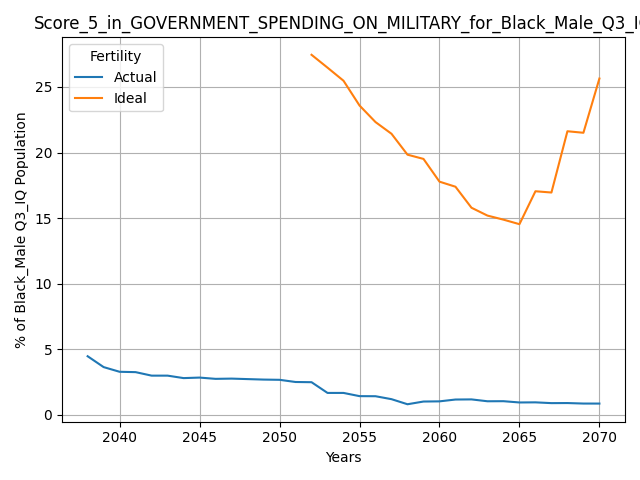 Score_5_in_GOVERNMENT_SPENDING_ON_MILITARY_for_Black_Male_Q3_IQ
Fertility
Actual
Ideal
% of Black_Male Q3_IQ Population
25
20
15
10
5
0
2040 2045 2050 2055 2060 2065 2070
Years